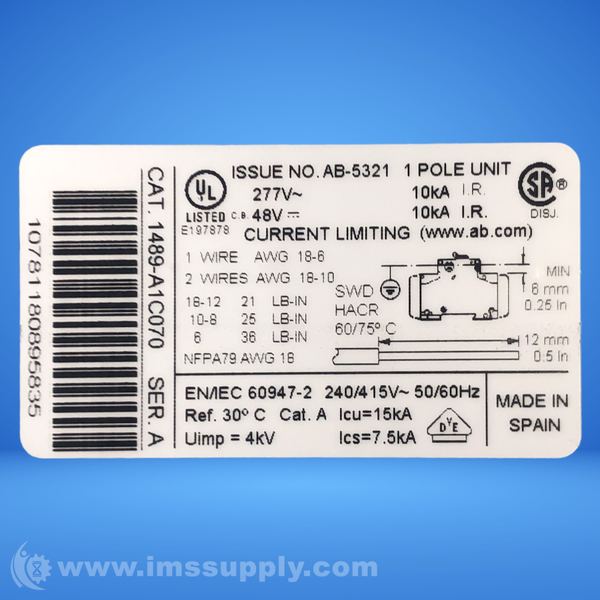 10781180895835
CAT. 1489-A1C070 SER. A
UL
LISTED C.B.
E197878
ISSUE NO. AB-5321 1 POLE UNIT
277V~ 10kA I.R.
48V⎓ 10kA I.R.
SA ®
DISJ.
CURRENT LIMITING (www.ab.com)
1 WIRE AWG 18-6
2 WIRES AWG 18-10
18-12 21 LB-IN
10-8 25 LB-IN
6 36 LB-IN
NFPA79 AWG 18
SWD
HACR
60/75° C
MIN
6 mm
0.25 In
12 mm
0.5 In
EN/IEC 60947-2 240/415V~ 50/60Hz
Ref. 30º C Cat. A Icu=15kA
Uimp = 4kV Ics=7.5kA
DVE
MADE IN
SPAIN
www.imssupply.com